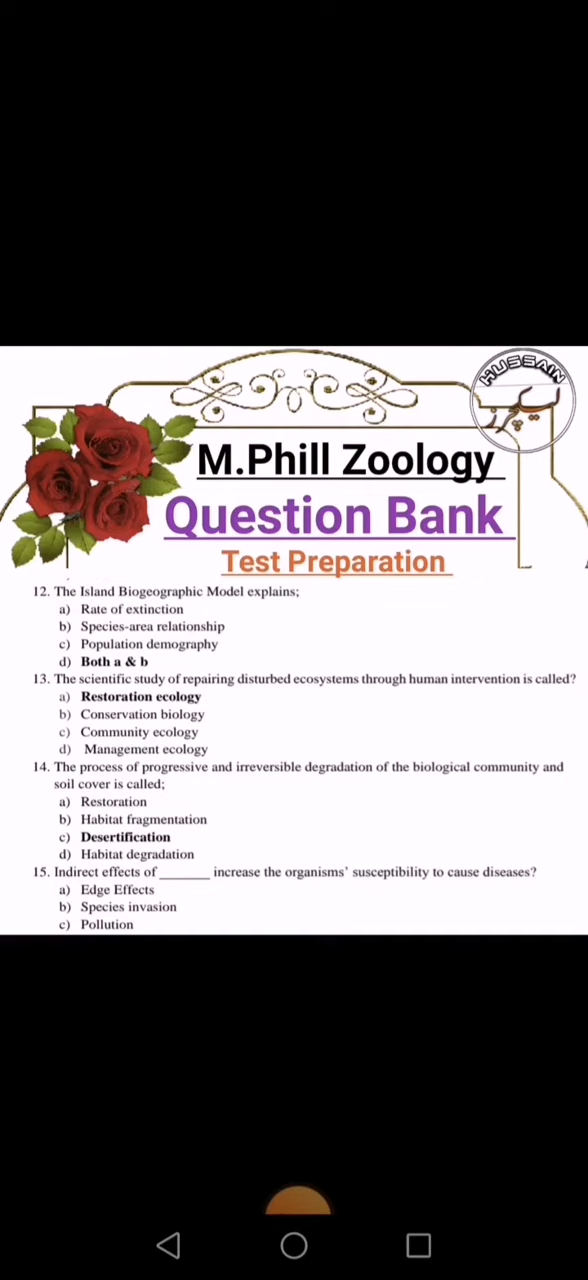 HUSSAIN
لیکچرز
M.Phill Zoology
Question Bank
Test Preparation
12. The Island Biogeographic Model explains;
a) Rate of extinction
b) Species-area relationship
c) Population demography
d) Both a & b
13. The scientific study of repairing disturbed ecosystems through human intervention is called?
a) Restoration ecology
b) Conservation biology
c) Community ecology
d) Management ecology
14. The process of progressive and irreversible degradation of the biological community and
soil cover is called;
a) Restoration
b) Habitat fragmentation
c) Desertification
d) Habitat degradation
15. Indirect effects of _______ increase the organisms' susceptibility to cause diseases?
a) Edge Effects
b) Species invasion
c) Pollution